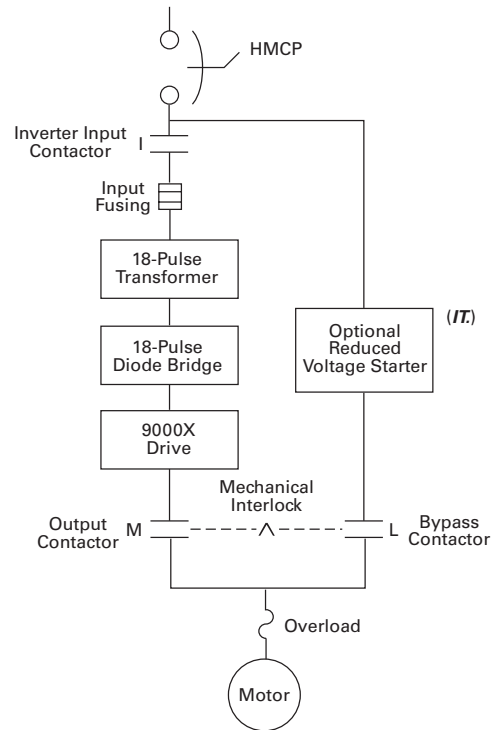 HMCP
Inverter Input
Contactor
I
Input
Fusing
18-Pulse
Transformer
18-Pulse
Diode Bridge
9000X
Drive
Optional
Reduced
Voltage Starter
(IT.)
Mechanical
Interlock
Output
Contactor
M
L
Bypass
Contactor
Overload
Motor